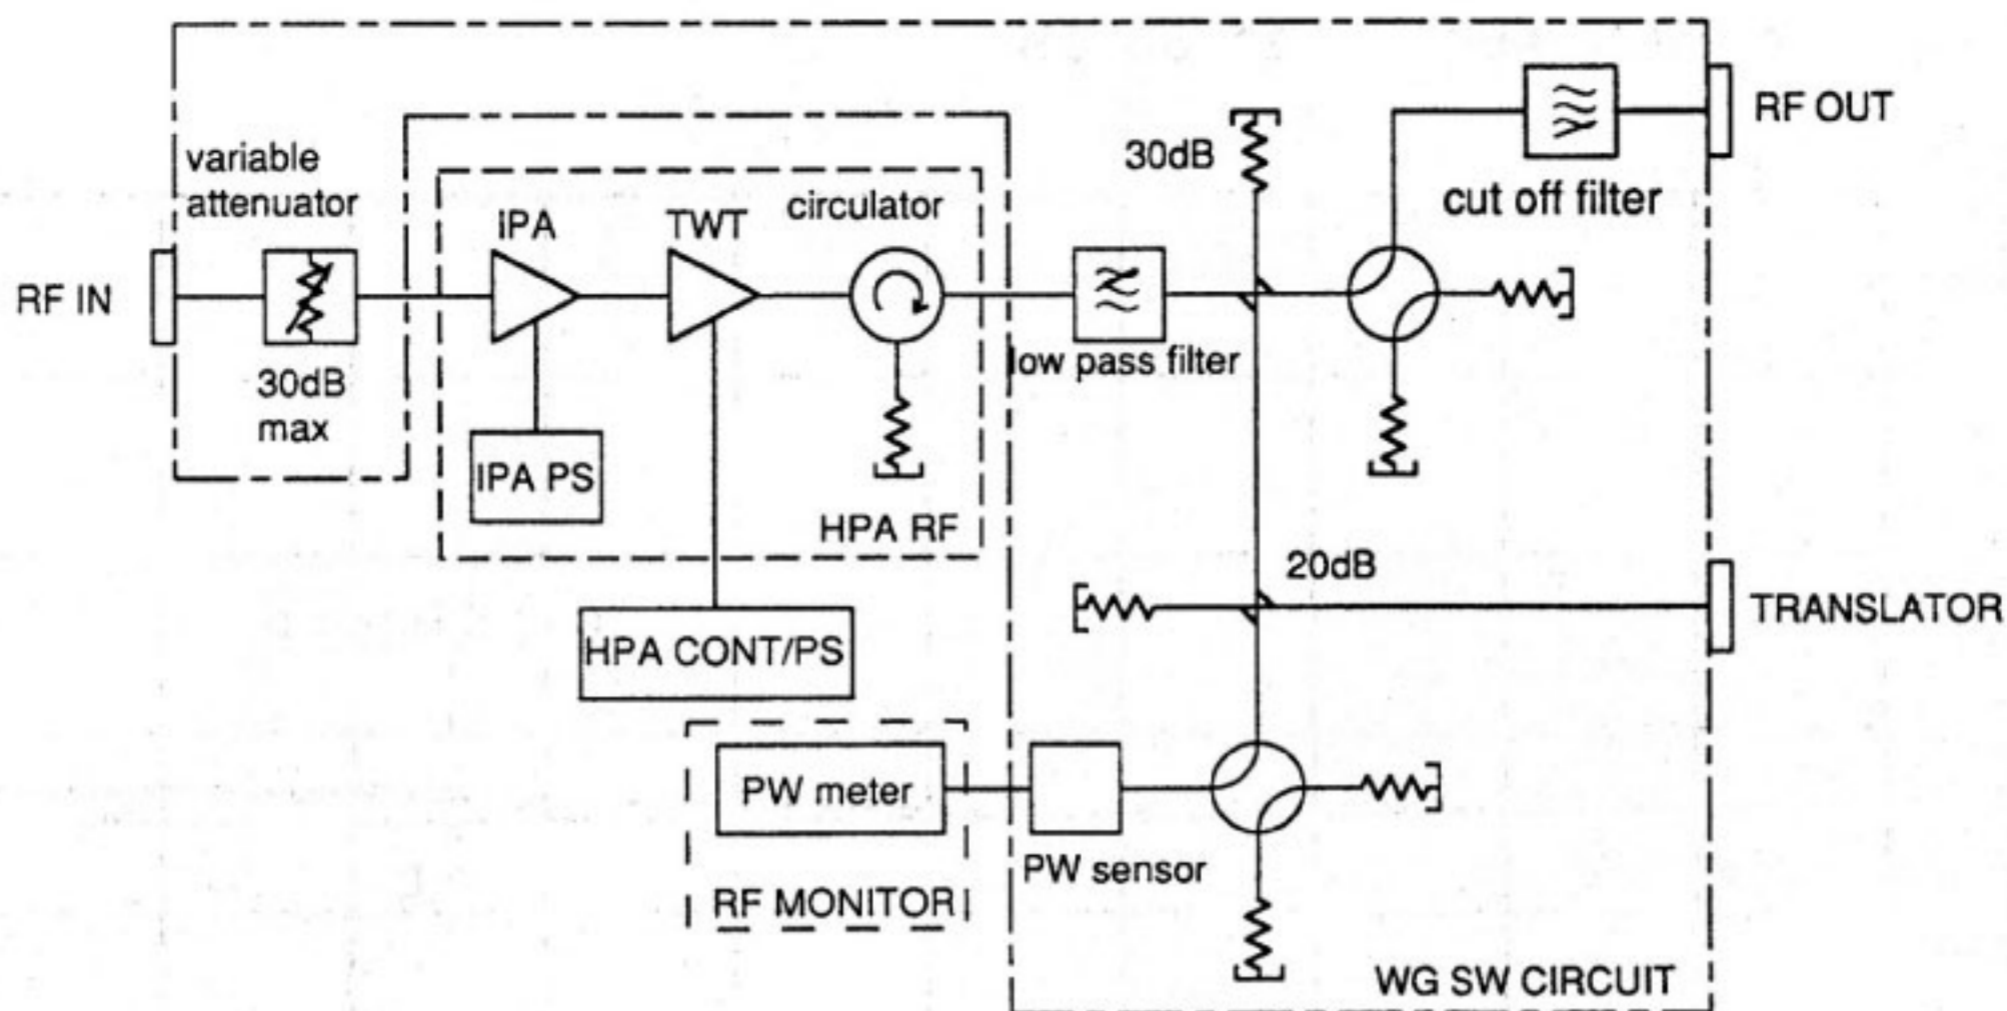 RF OUT
30dB
variable
attenuator
cut off filter
IPA
TWT
circulator
RF IN
low pass filter
30dB
max
IPA PS
HPA RF
20dB
TRANSLATOR
HPA CONT/PS
PW meter
PW sensor
RF MONITOR
WG SW CIRCUIT